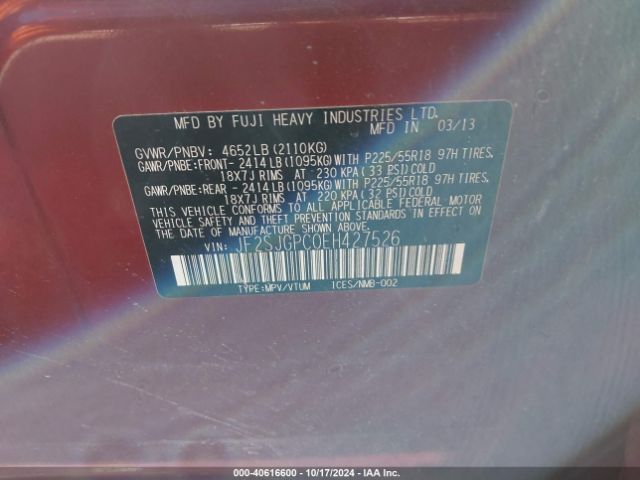 MFD BY FUJI HEAVY INDUSTRIES LTD.
MFD IN 03/13
GVWR/PNBV: 4652LB (2110KG)
GAWR/PNBE:FRONT- 2414LB (1095KG) WITH P225/55R18 97H TIRES,
18X7J RIMS AT 230 KPA (33 PSI) COLD
GAWR/PNBE:REAR - 2414LB (1095KG) WITH P225/55R18 97H TIRES,
18X7J RIMS AT 220 KPA (32 PSI) COLD
THIS VEHICLE CONFORMS TO ALL APPLICABLE FEDERAL MOTOR
VEHICLE SAFETY AND THEFT PREVENTION STANDARDS IN EFFECT ON
THE DATE OF MANUFACTURE SHOWN ABOVE.
VIN: JF2SJGPC0EH427526
TYPE:MPV/VTUM ICES/NMB-002
00-40616600 - 10/17/2024 - IAA Inc.